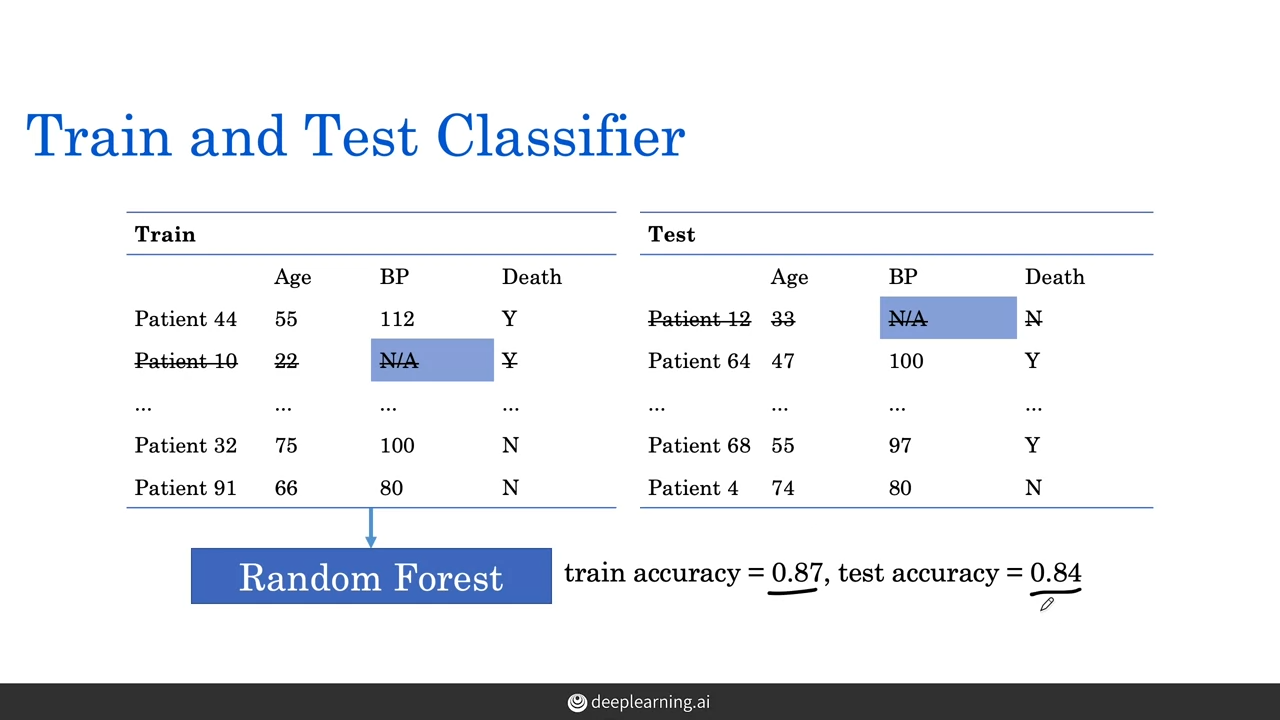 Train and Test Classifier
Train
Age BP Death
Patient 44 55 112 Y
Patient 10 22 N/A Y
... ... ... ...
Patient 32 75 100 N
Patient 91 66 80 N
Test
Age BP Death
Patient 12 33 N/A N
Patient 64 47 100 Y
... ... ... ...
Patient 68 55 97 Y
Patient 4 74 80 N
Random Forest
train accuracy = 0.87, test accuracy = 0.84
deeplearning.ai